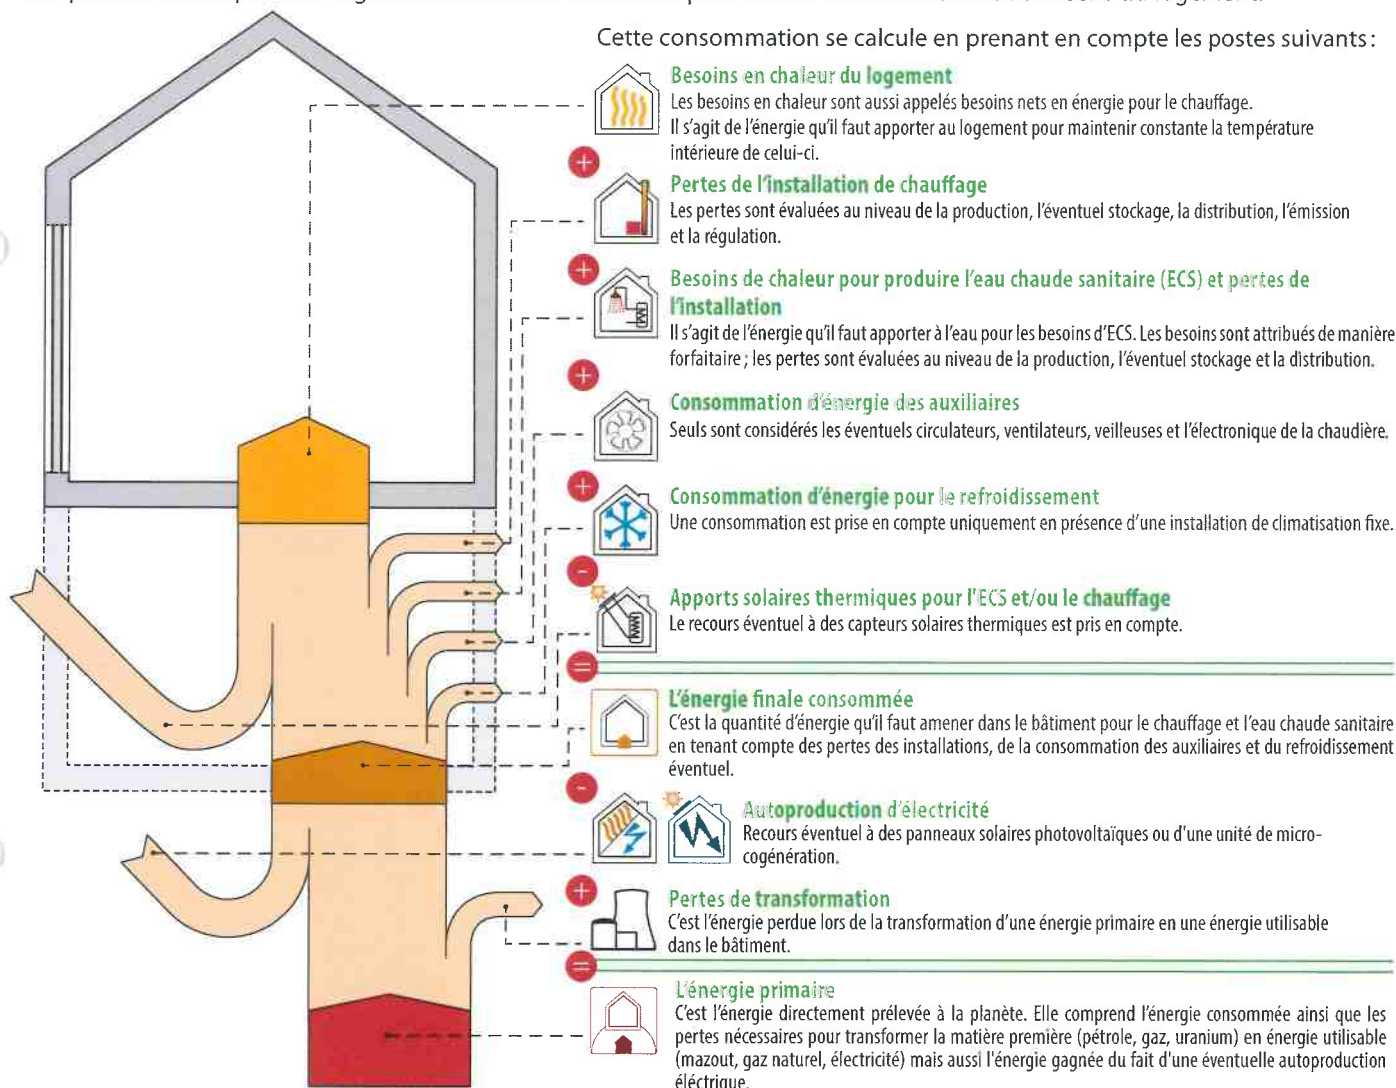 Cette consommation se calcule en prenant en compte les postes suivants :
Besoins en chaleur du logement
Les besoins en chaleur sont aussi appelés besoins nets en énergie pour le chauffage.
Il s'agit de l'énergie qu'il faut apporter au logement pour maintenir constante la température
intérieure de celui-ci.
+
Pertes de l'installation de chauffage
Les pertes sont évaluées au niveau de la production, l'éventuel stockage, la distribution, l'émission
et la régulation.
+
Besoins de chaleur pour produire l'eau chaude sanitaire (ECS) et pertes de
l'installation
Il s'agit de l'énergie qu'il faut apporter à l'eau pour les besoins d'ECS. Les besoins sont attribués de manière
forfaitaire ; les pertes sont évaluées au niveau de la production, l'éventuel stockage et la distribution.
+
Consommation d'énergie des auxiliaires
Seuls sont considérés les éventuels circulateurs, ventilateurs, veilleuses et l'électronique de la chaudière.
+
Consommation d'énergie pour le refroidissement
Une consommation est prise en compte uniquement en présence d'une installation de climatisation fixe.
-
Apports solaires thermiques pour l'ECS et/ou le chauffage
Le recours éventuel à des capteurs solaires thermiques est pris en compte.
=
L'énergie finale consommée
C'est la quantité d'énergie qu'il faut amener dans le bâtiment pour le chauffage et l'eau chaude sanitaire
en tenant compte des pertes des installations, de la consommation des auxiliaires et du refroidissement
éventuel.
-
Autoproduction d'électricité
Recours éventuel à des panneaux solaires photovoltaïques ou d'une unité de micro-
cogénération.
+
Pertes de transformation
C'est l'énergie perdue lors de la transformation d'une énergie primaire en une énergie utilisable
dans le bâtiment.
=
L'énergie primaire
C'est l'énergie directement prélevée à la planète. Elle comprend l'énergie consommée ainsi que les
pertes nécessaires pour transformer la matière première (pétrole, gaz, uranium) en énergie utilisable
(mazout, gaz naturel, électricité) mais aussi l'énergie gagnée du fait d'une éventuelle autoproduction
éléctrique.